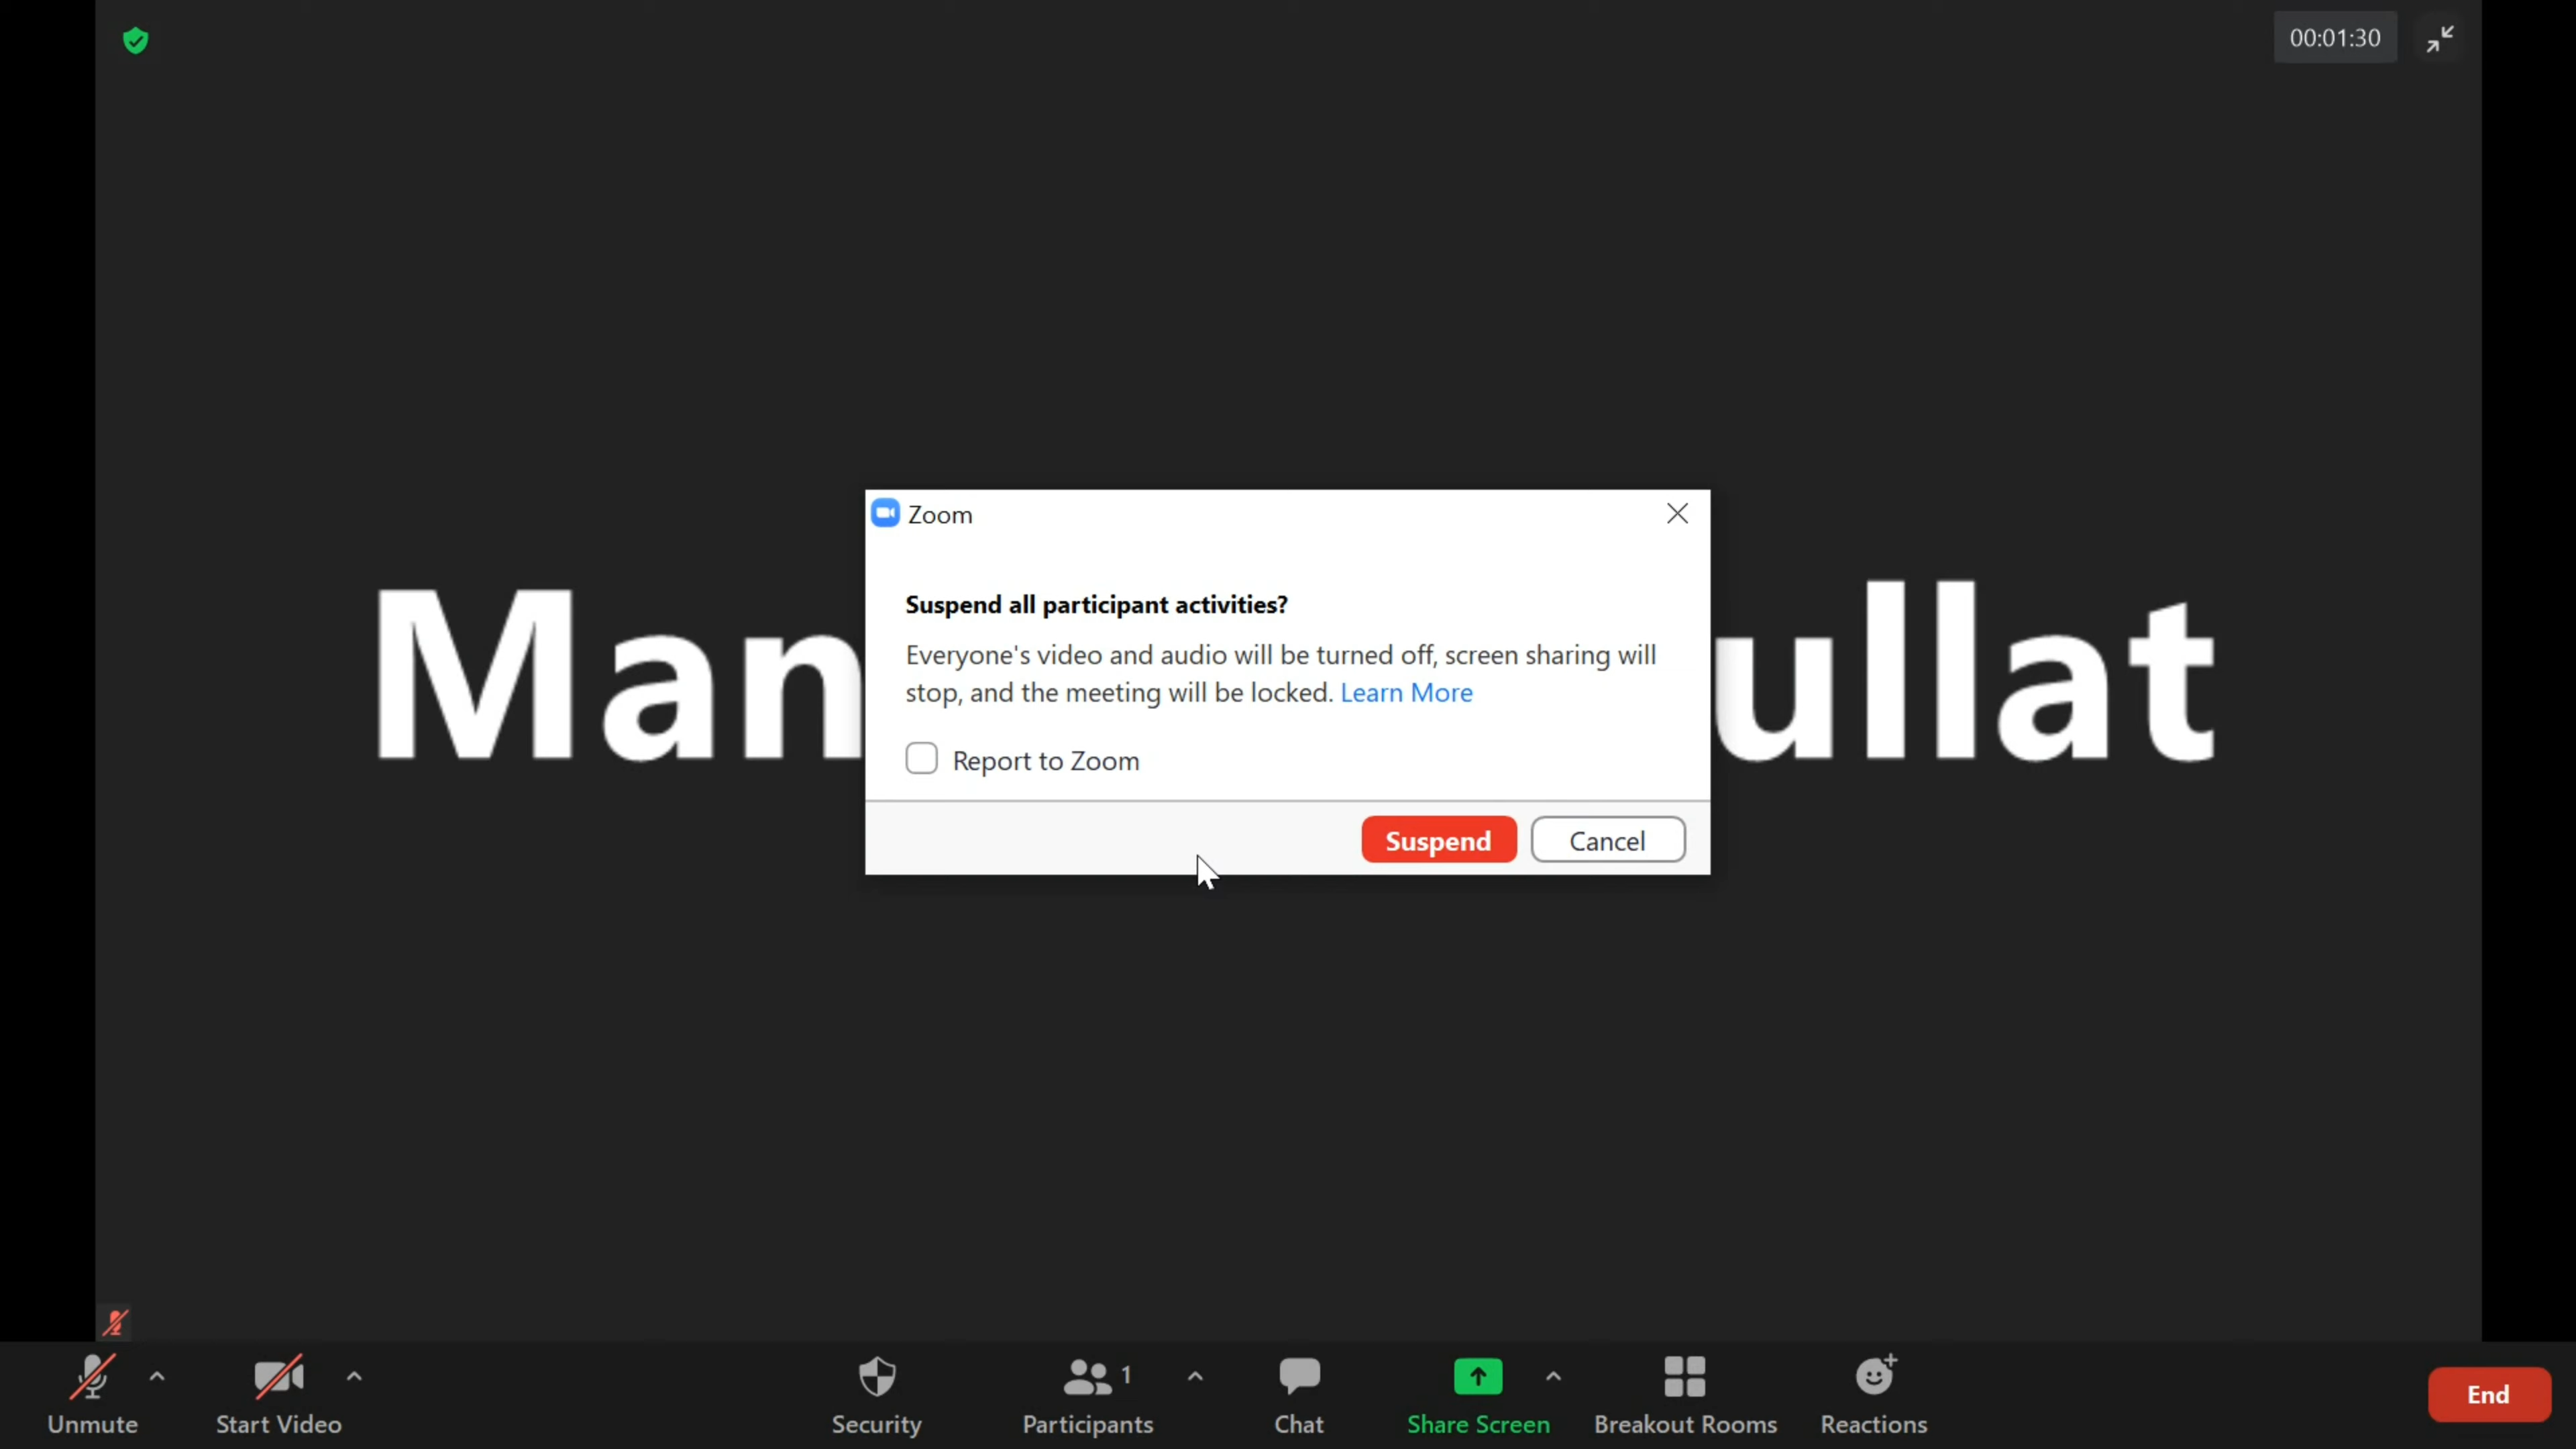 00:01:30
Zoom
Suspend all participant activities?
Everyone's video and audio will be turned off, screen sharing will
stop, and the meeting will be locked. Learn More
Man ullat
Report to Zoom
Suspend Cancel
1
Unmute Start Video Security Participants Chat Share Screen Breakout Rooms Reactions End